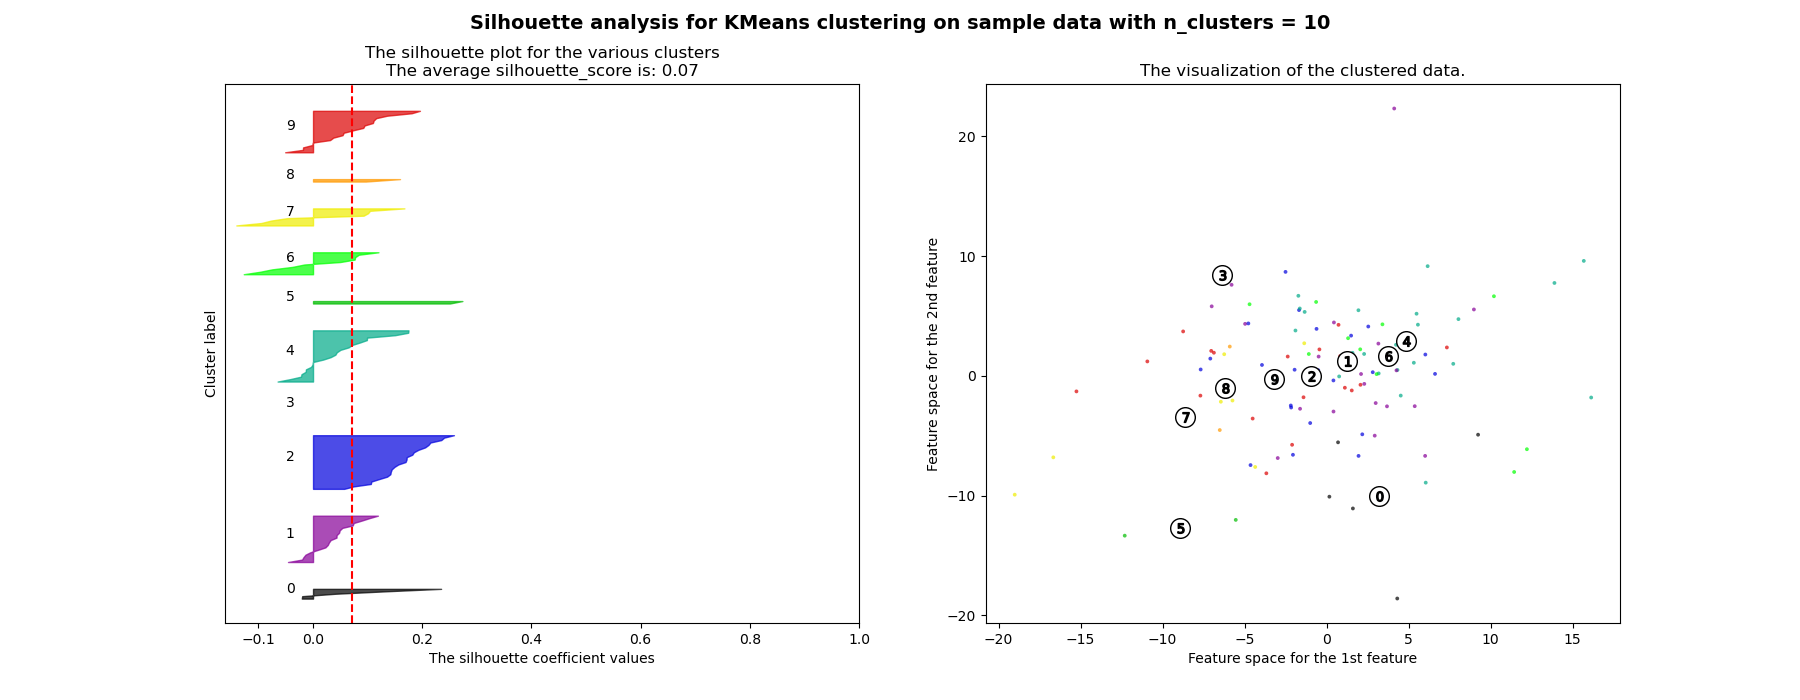 Silhouette analysis for KMeans clustering on sample data with n_clusters = 10
The silhouette plot for the various clusters
The average silhouette_score is: 0.07
Cluster label
9
8
7
6
5
4
3
2
1
0
−0.1 0.0 0.2 0.4 0.6 0.8 1.0
The silhouette coefficient values
The visualization of the clustered data.
Feature space for the 2nd feature
20
10
0
−10
−20
3
4
1 6
2
9
8
7
0
5
−20 −15 −10 −5 0 5 10 15
Feature space for the 1st feature